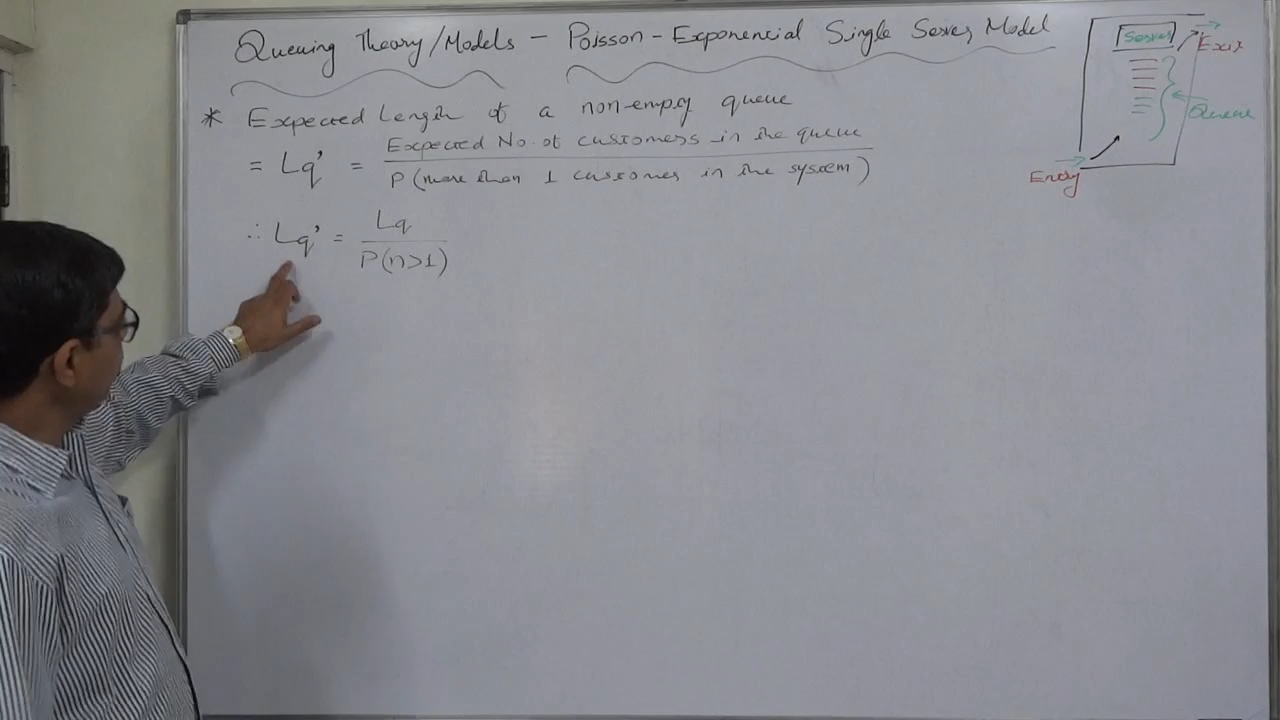 Queuing Theory/Models - Poisson-Exponential Single Server Model
* Expected Length of a non-empty queue
= Lq' = Expected No. of customers in the queue
P (more than 1 customer in the system)
∴ Lq' = Lq
P(n>1)
Server
Exit
Queue
Entry